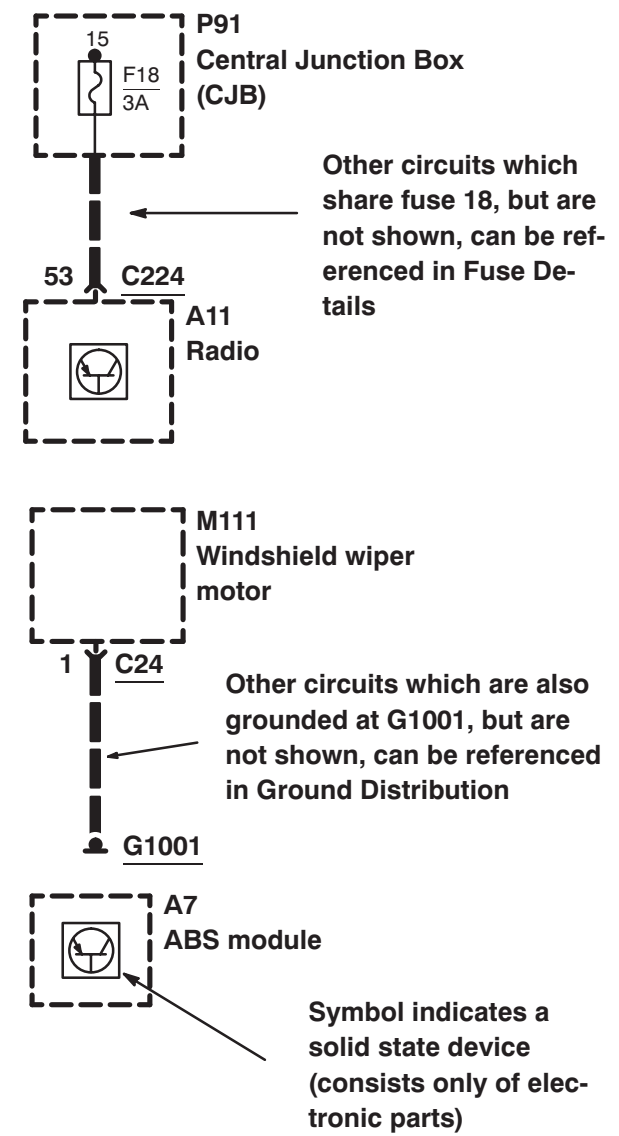 P91
15
Central Junction Box
F18
(CJB)
3A
Other circuits which
share fuse 18, but are
not shown, can be ref-
erenced in Fuse De-
tails
53 C224
A11
Radio
M111
Windshield wiper
motor
1 C24
Other circuits which are also
grounded at G1001, but are
not shown, can be referenced
in Ground Distribution
G1001
A7
ABS module
Symbol indicates a
solid state device
(consists only of elec-
tronic parts)